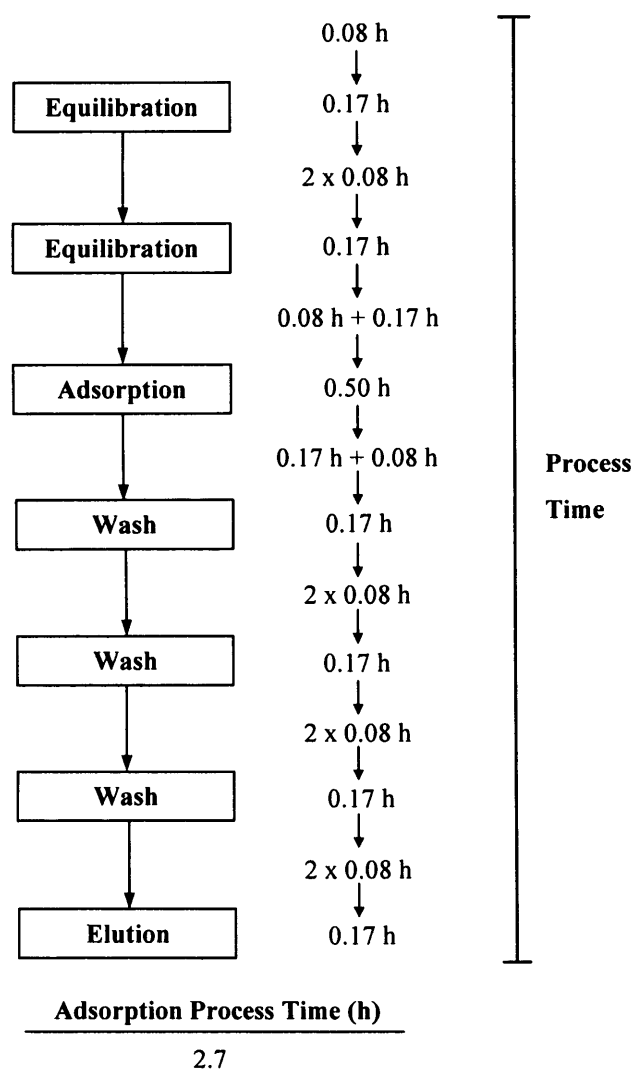 0.08 h
Equilibration
0.17 h
2 x 0.08 h
Equilibration
0.17 h
0.08 h + 0.17 h
Adsorption
0.50 h
0.17 h + 0.08 h
Process
Time
Wash
0.17 h
2 x 0.08 h
Wash
0.17 h
2 x 0.08 h
Wash
0.17 h
2 x 0.08 h
Elution
0.17 h
Adsorption Process Time (h)
2.7